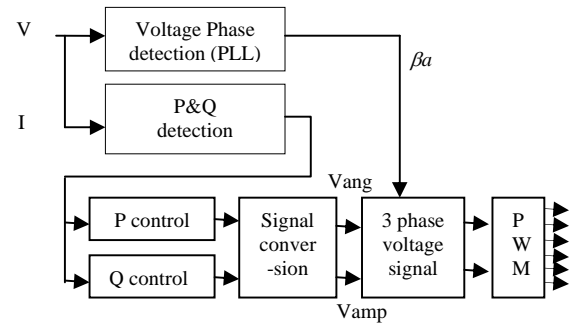 V
Voltage Phase
detection (PLL)
βa
I
P&Q
detection
Vang
P control
Q control
Signal
conver
-sion
3 phase
voltage
signal
P
W
M
Vamp